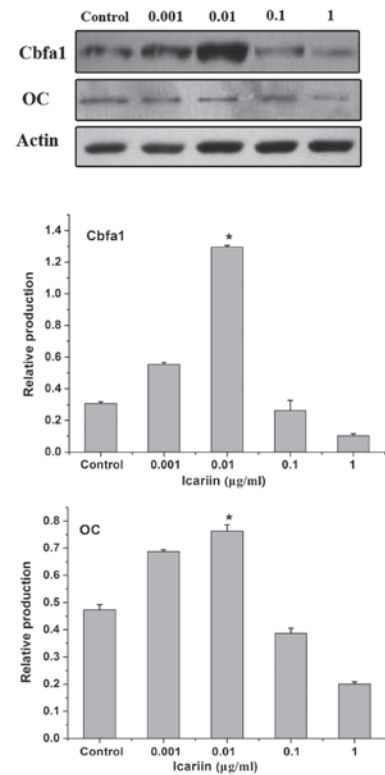 Control 0.001 0.01 0.1 1
Cbfa1
OC
Actin
Cbfa1
*
1.4
1.2
1.0
0.8
0.6
0.4
0.2
0.0
Relative production
Control 0.001 0.01 0.1 1
Icariin (µg/ml)
OC
*
0.8
0.7
0.6
0.5
0.4
0.3
0.2
0.1
0.0
Relative production
Control 0.001 0.01 0.1 1
Icariin (µg/ml)